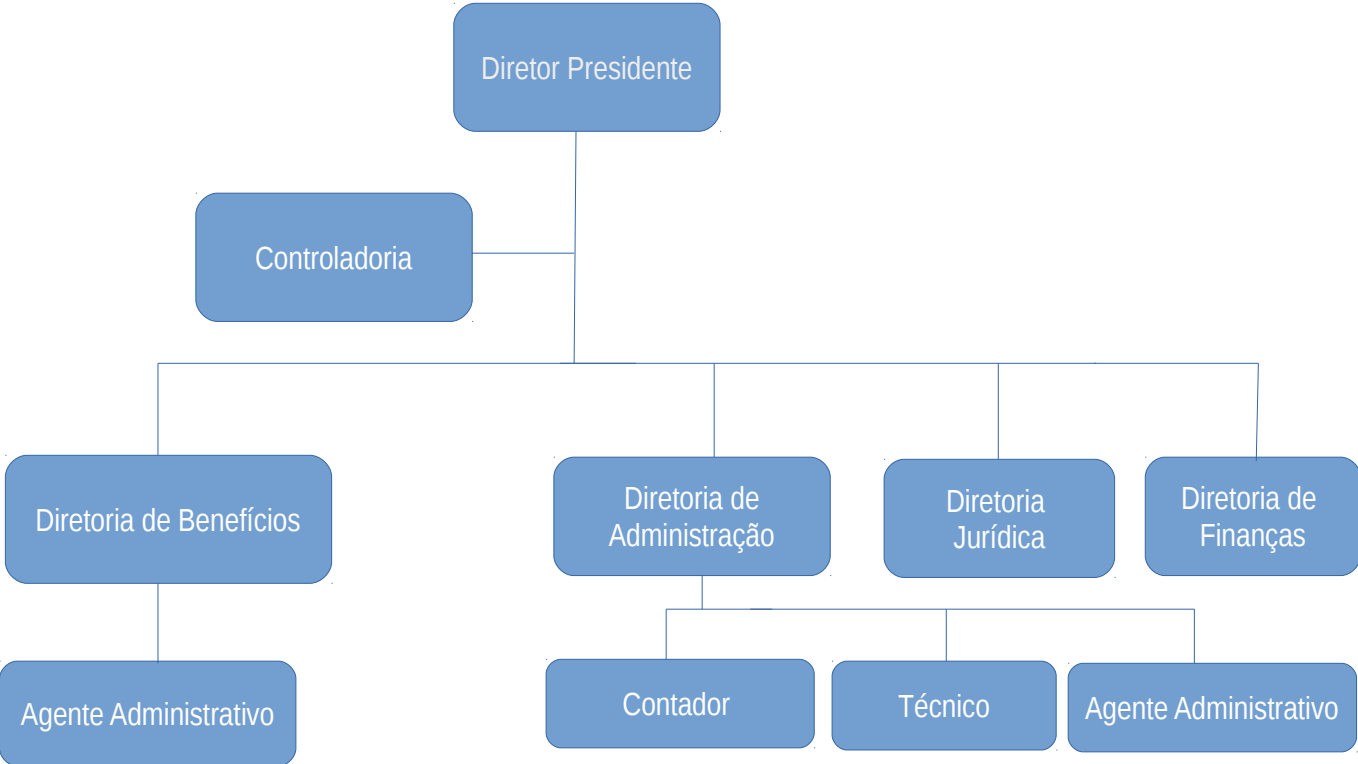 Diretor Presidente
Controladoria
Diretoria de Benefícios
Diretoria de
Administração
Diretoria
Jurídica
Diretoria de
Finanças
Agente Administrativo
Contador
Técnico
Agente Administrativo